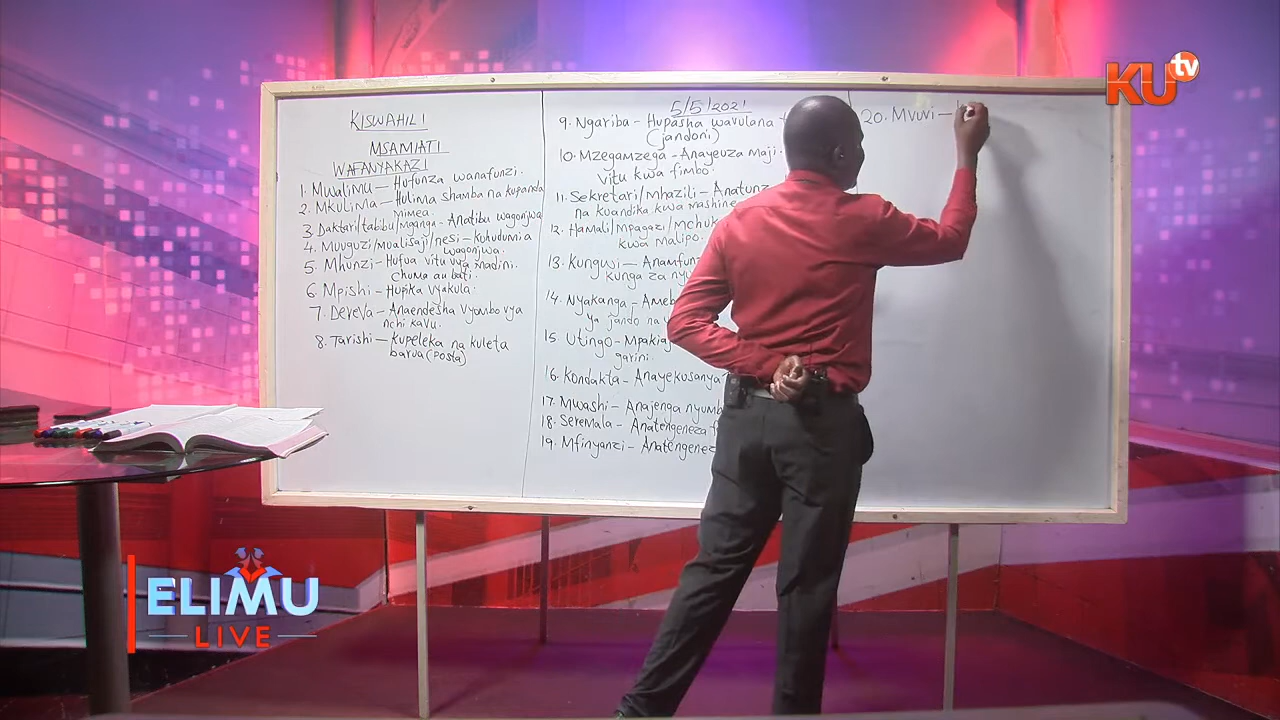 KISWAHILI
MSAMIATI
WAFANYAKAZI
1. Mwalimu – Hufunza wanafunzi.
2. Mkulima – Hulima shamba na kupanda
mimea.
3. Daktari/tabibu/Mganga – Anatibu wagonjwa
4. Muuguzi/mualisaji/nesi – Kuhudumia
wagonjwa.
5. Mhunzi – Hufua vitu vya madini.
chuma au bati.
6. Mpishi – Hupika vyakula.
7. Dereva – Anaendesha vyombo vya
nchi kavu.
8. Tarishi – kupeleka na kuleta
barua (posta)
5/5/2021
9. Ngariba – Hupasha wavulana
(jandoni)
10. Mzegamzega – Anayeuza maji.
vitu kwa fimbo.
11. Sekretari/Mhazili – Anatunza
na kuandika kwa mashine
12. Hamali/Mpagazi/Mchuk
kwa malipo.
13. Kungwi – Anamfun
kunga za nyu
14. Nyakanga – Ameb
ya jando na
15. Utingo – Mpakia
garini.
16. Kondakta – Anayekusanya
17. Mwashi – Anajenga nyumb
18. Seremala – Anatengeneza f
19. Mfinyanzi – Anatengenez
20. Mvuvi –
KU tv
ELIMU
LIVE